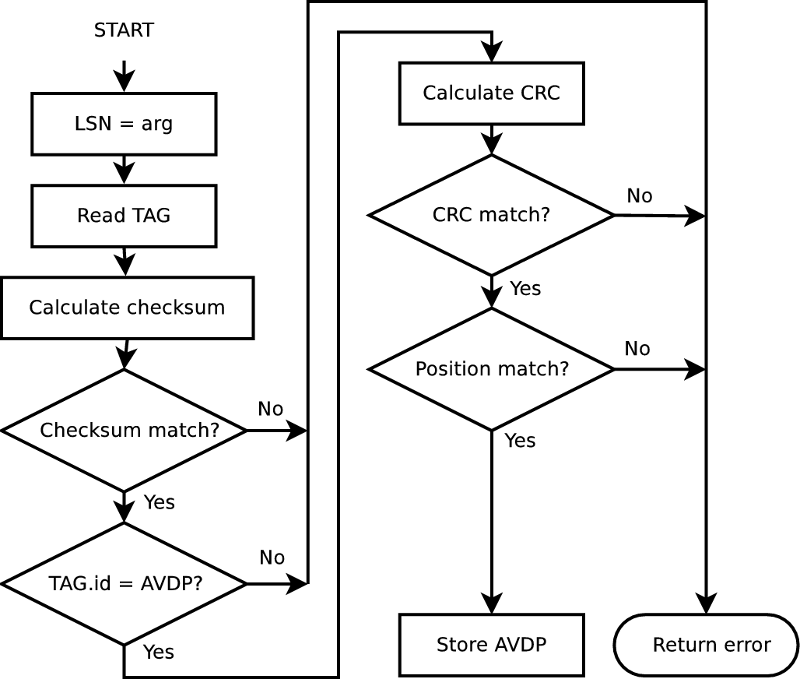 START
LSN = arg
Read TAG
Calculate checksum
Checksum match?
No
Yes
TAG.id = AVDP?
No
Yes
Calculate CRC
CRC match?
No
Yes
Position match?
No
Yes
Store AVDP
Return error